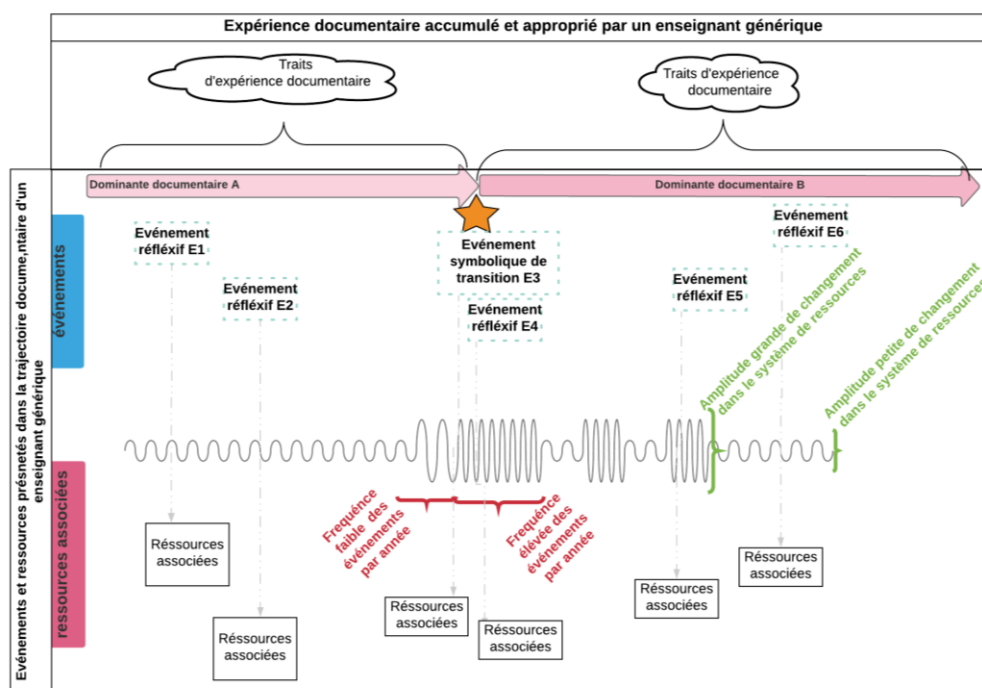 Expérience documentaire accumulé et approprié par un enseignant générique
Traits
d'expérience documentaire
Traits d'expérience
documentaire
Dominante documentaire A
Dominante documentaire B
Evénements et ressources présnetés dans la trajectoire docume,ntaire d'un
enseignant générique
événements
Evénement
réfléxif E1
Evénement
réfléxif E2
Evénement
symbolique de
transition E3
Evénement
réfléxif E4
Evénement
réfléxif E5
Evénement
réfléxif E6
Amplitude grande de changement
dans le système de ressources
Amplitude petite de changement
dans le système de ressources
ressources associées
Frequénce
faible des
événements
par année
Frequénce
élevée des
événements
par année
Réssources
associées
Réssources
associées
Réssources
associées
Réssources
associées
Réssources
associées
Réssources
associées